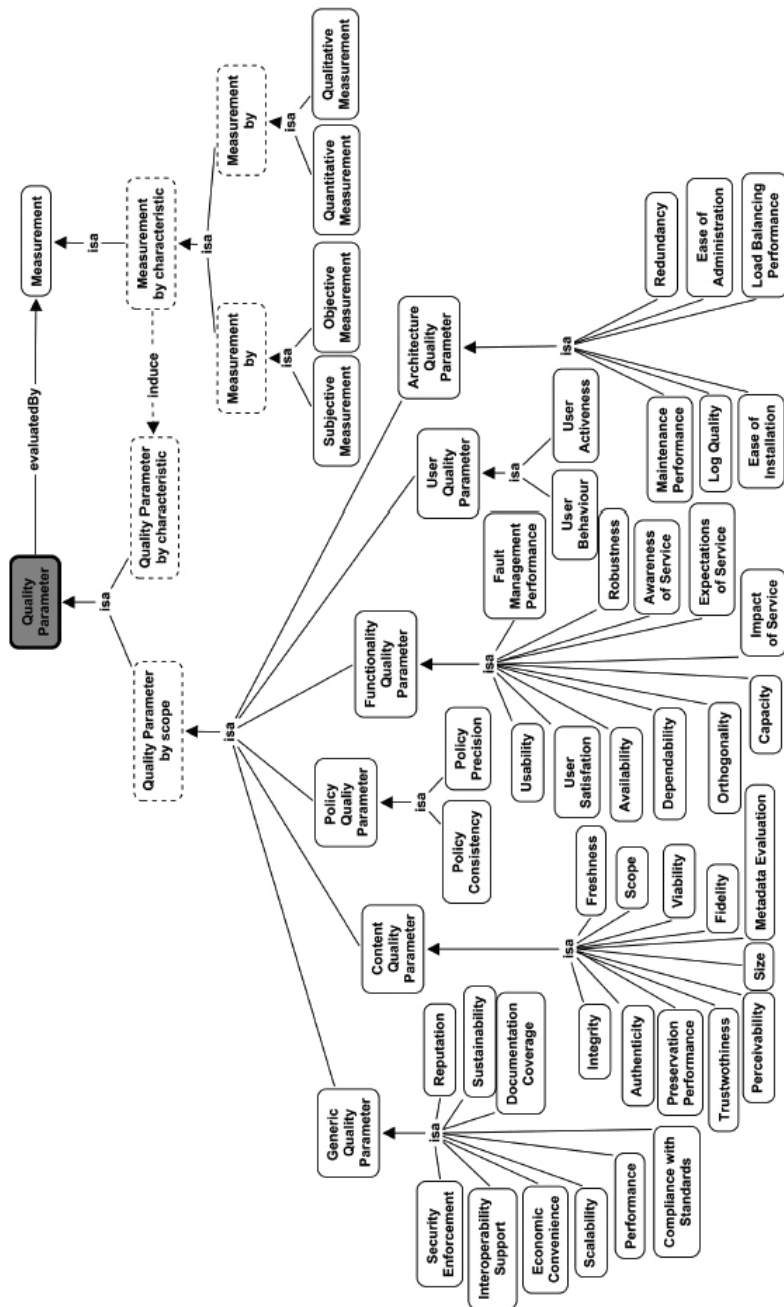 Quality
Parameter
evaluatedBy
Measurement
isa
isa
Quality Parameter
by scope
Quality Parameter
by characteristic
induce
Measurement
by characteristic
isa
isa
Measurement
by
Measurement
by
isa
isa
Subjective
Measurement
Objective
Measurement
Quantitative
Measurement
Qualitative
Measurement
Generic
Quality
Parameter
Content
Quality
Parameter
Policy
Quality
Parameter
Functionality
Quality
Parameter
User
Quality
Parameter
Architecture
Quality
Parameter
isa
Security
Enforcement
Reputation
Interoperability
Support
Sustainability
Economic
Convenience
Documentation
Coverage
Scalability
Performance
Compliance with
Standards
isa
Integrity
Freshness
Authenticity
Scope
Preservation
Performance
Viability
Trustwothiness
Fidelity
Perceivability
Size
Metadata Evaluation
isa
Policy
Consistency
Policy
Precision
isa
Usability
Fault
Management
Performance
User
Satisfation
Robustness
Availability
Awareness
of Service
Dependability
Expectations
of Service
Orthogonality
Capacity
Impact
of Service
isa
User
Behaviour
User
Activeness
isa
Maintenance
Performance
Redundancy
Log Quality
Ease of
Administration
Ease of
Installation
Load Balancing
Performance